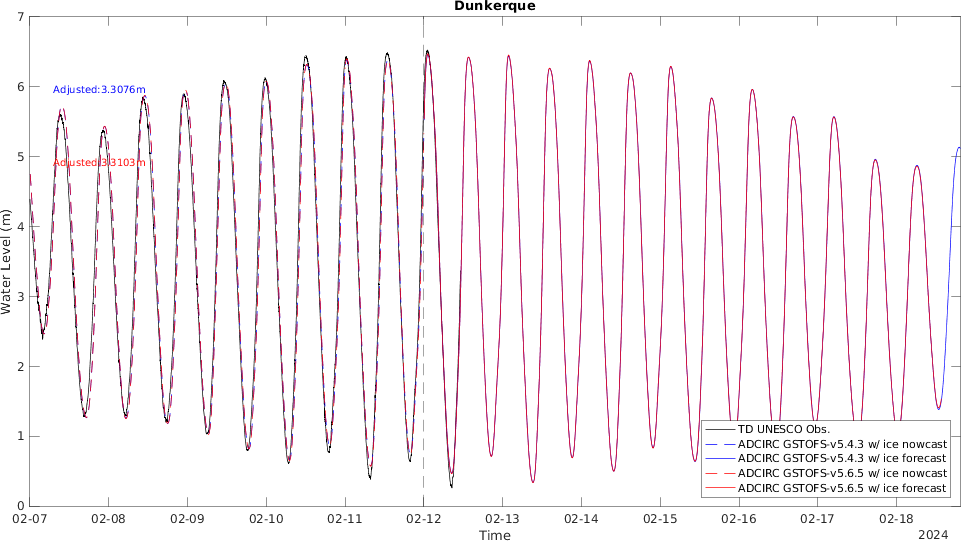 Dunkerque
7
6
5
4
3
2
1
0
Water Level (m)
Adjusted:3.3076m
Adjusted:3.3103m
TD UNESCO Obs.
ADCIRC GSTOFS-v5.4.3 w/ ice nowcast
ADCIRC GSTOFS-v5.4.3 w/ ice forecast
ADCIRC GSTOFS-v5.6.5 w/ ice nowcast
ADCIRC GSTOFS-v5.6.5 w/ ice forecast
02-07 02-08 02-09 02-10 02-11 02-12 02-13 02-14 02-15 02-16 02-17 02-18
Time
2024